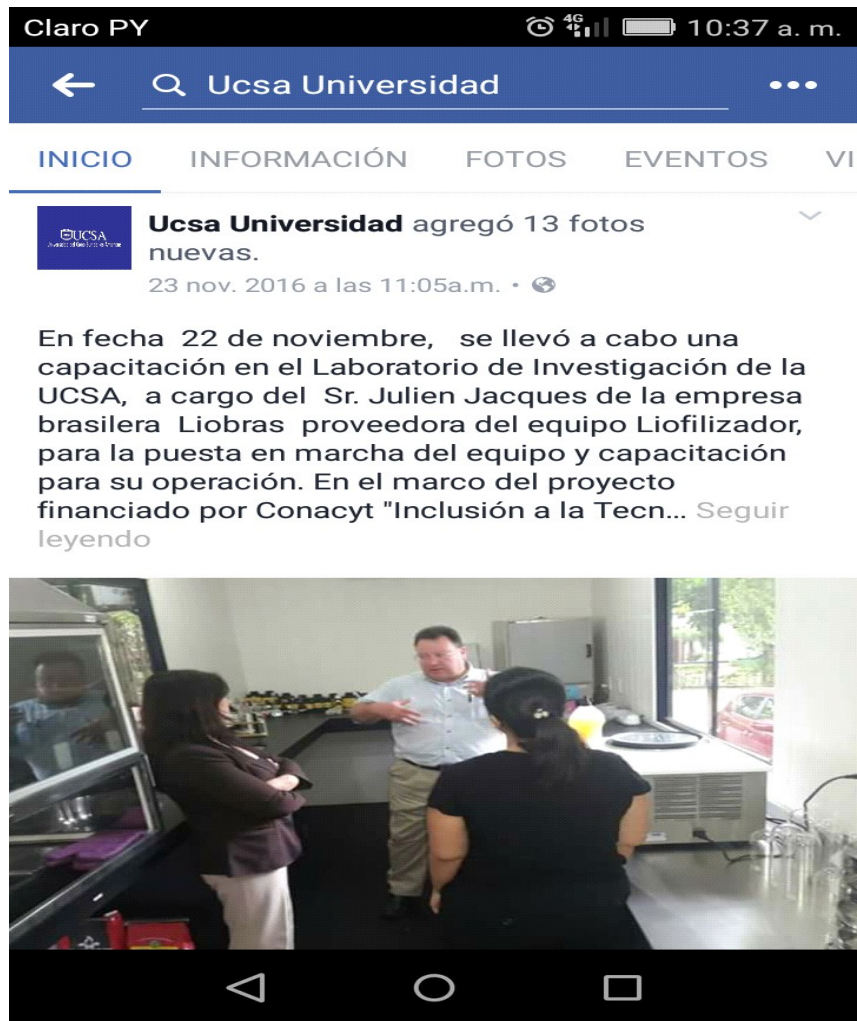 Claro PY 4G 10:37 a. m.
Ucsa Universidad
INICIO INFORMACIÓN FOTOS EVENTOS VI
UCSA
Ucsa Universidad agregó 13 fotos
nuevas.
23 nov. 2016 a las 11:05a.m. •
En fecha 22 de noviembre, se llevó a cabo una
capacitación en el Laboratorio de Investigación de la
UCSA, a cargo del Sr. Julien Jacques de la empresa
brasilera Liobras proveedora del equipo Liofilizador,
para la puesta en marcha del equipo y capacitación
para su operación. En el marco del proyecto
financiado por Conacyt "Inclusión a la Tecn... Seguir
leyendo